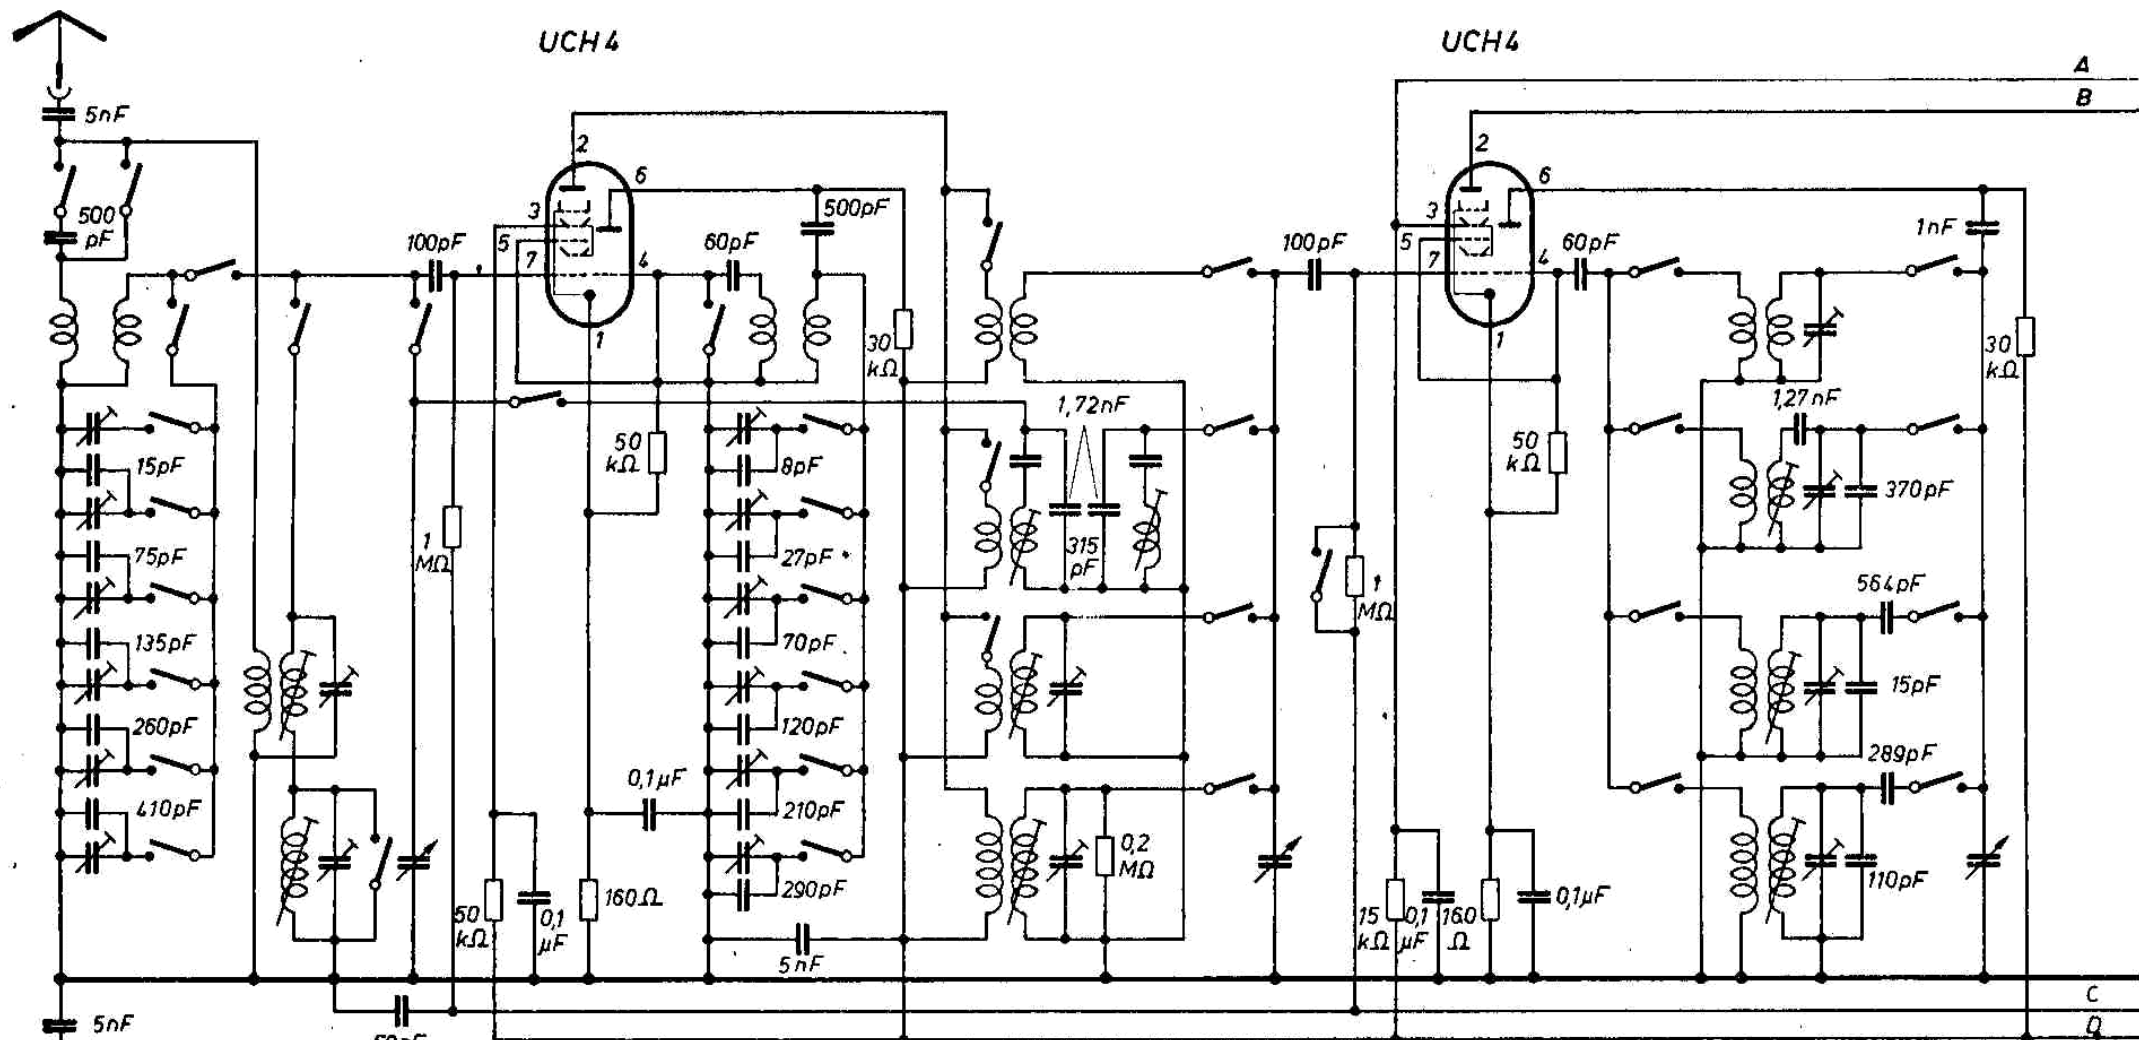 UCH4
UCH4
A
B
5nF
2
2
6
6
500
pF
3
5
7
4
1
500pF
100pF
60pF
100pF
3
5
7
4
1
60pF
1nF
30
kΩ
30
kΩ
1,72nF
1,27nF
15pF
50
kΩ
8pF
50
kΩ
370pF
75pF
1
MΩ
27pF
315
pF
1
MΩ
564pF
135pF
70pF
15pF
260pF
120pF
289pF
410pF
0,1µF
210pF
0,2
MΩ
110pF
50
kΩ
0,1
µF
160Ω
290pF
15
kΩ
0,1
µF
160
Ω
0,1µF
5nF
C
5nF
D